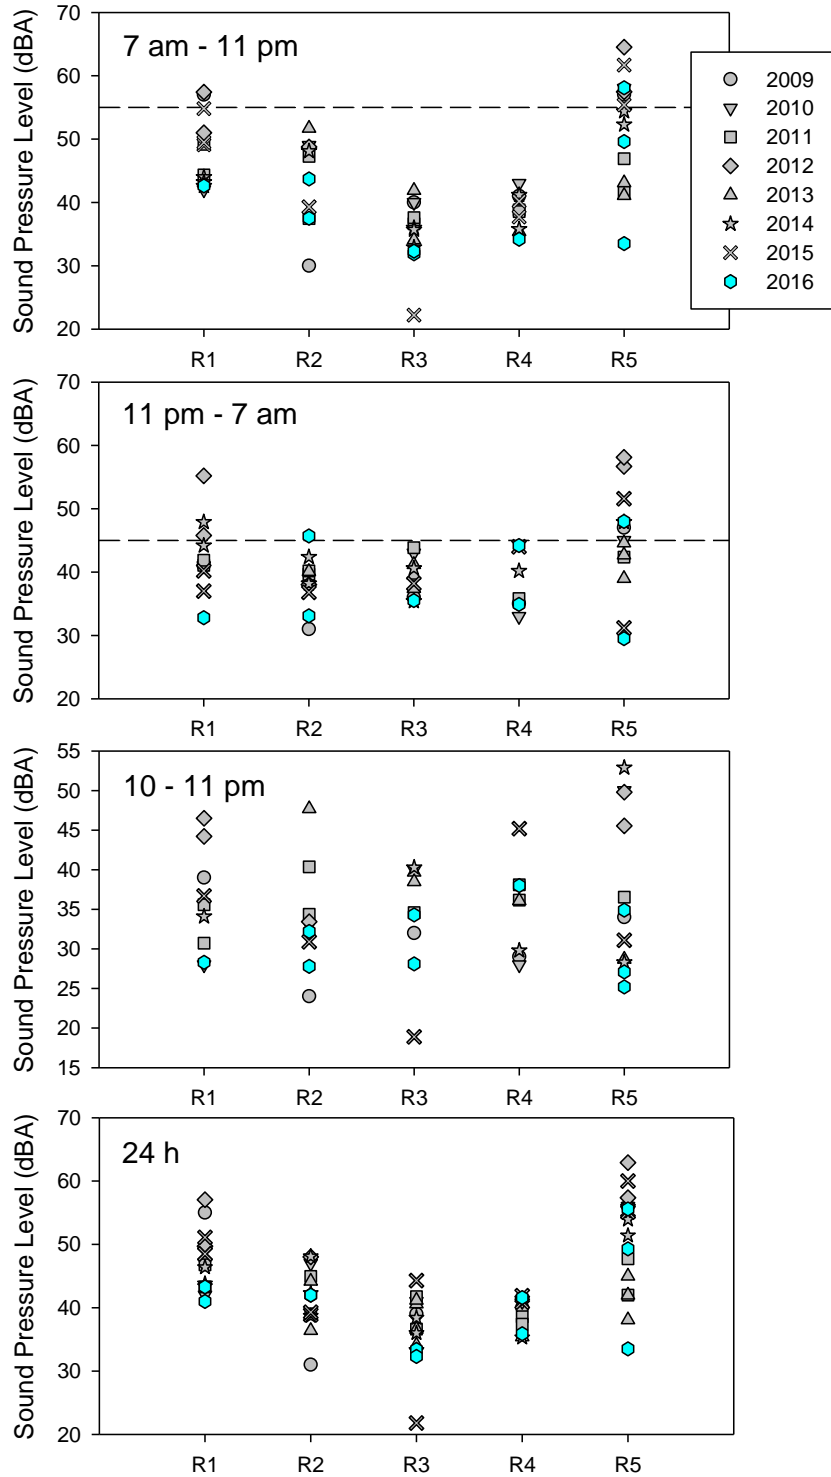 Sound Pressure Level (dBA)
70
60
50
40
30
20
7 am - 11 pm
R1 R2 R3 R4 R5
2009
2010
2011
2012
2013
2014
2015
2016
Sound Pressure Level (dBA)
70
60
50
40
30
20
11 pm - 7 am
R1 R2 R3 R4 R5
Sound Pressure Level (dBA)
55
50
45
40
35
30
25
20
15
10 - 11 pm
R1 R2 R3 R4 R5
Sound Pressure Level (dBA)
70
60
50
40
30
20
24 h
R1 R2 R3 R4 R5